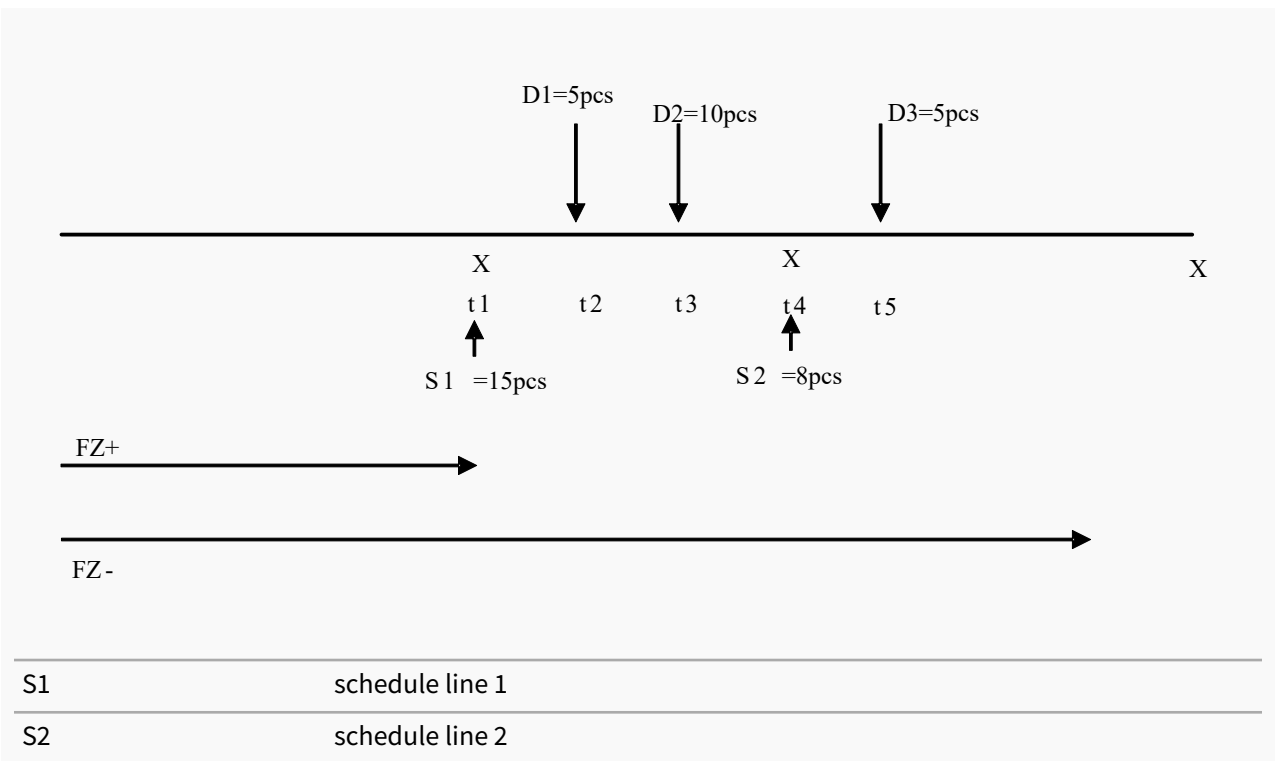 D1=5pcs
D2=10pcs
D3=5pcs
X
X
X
t1
t2
t3
t4
t5
S1 =15pcs
S2 =8pcs
FZ+
FZ-
S1 schedule line 1
S2 schedule line 2